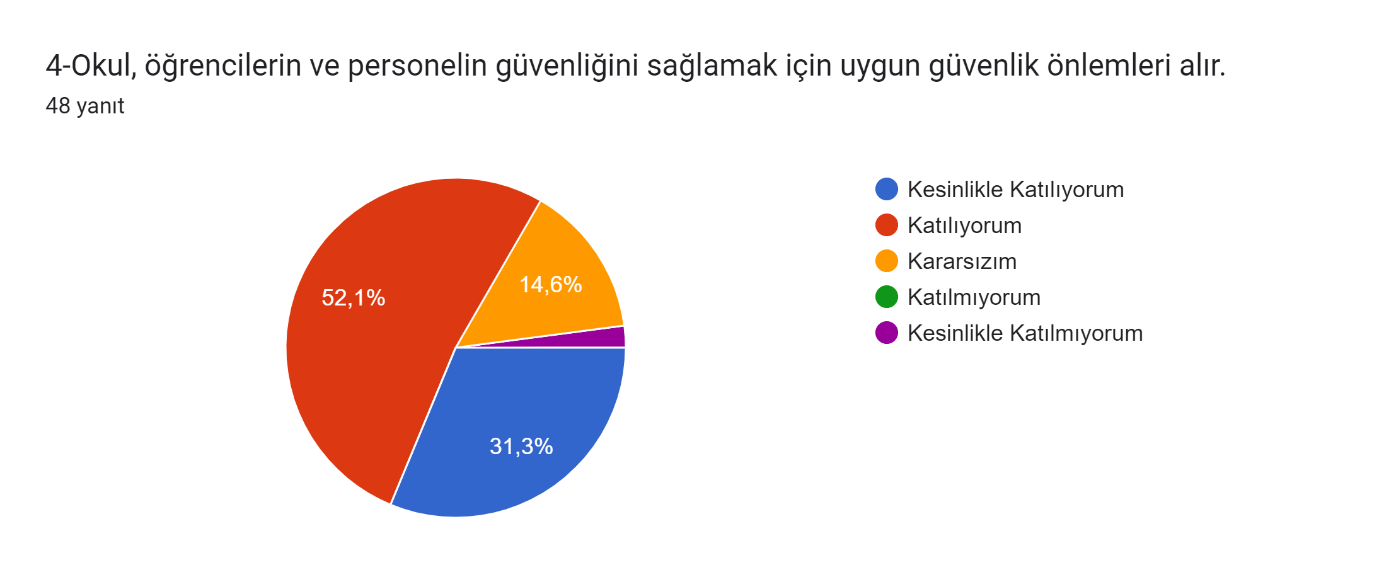 4-Okul, öğrencilerin ve personelin güvenliğini sağlamak için uygun güvenlik önlemleri alır.
48 yanıt
Kesinlikle Katılıyorum
Katılıyorum
Kararsızım
Katılmıyorum
Kesinlikle Katılmıyorum
52,1%
14,6%
31,3%